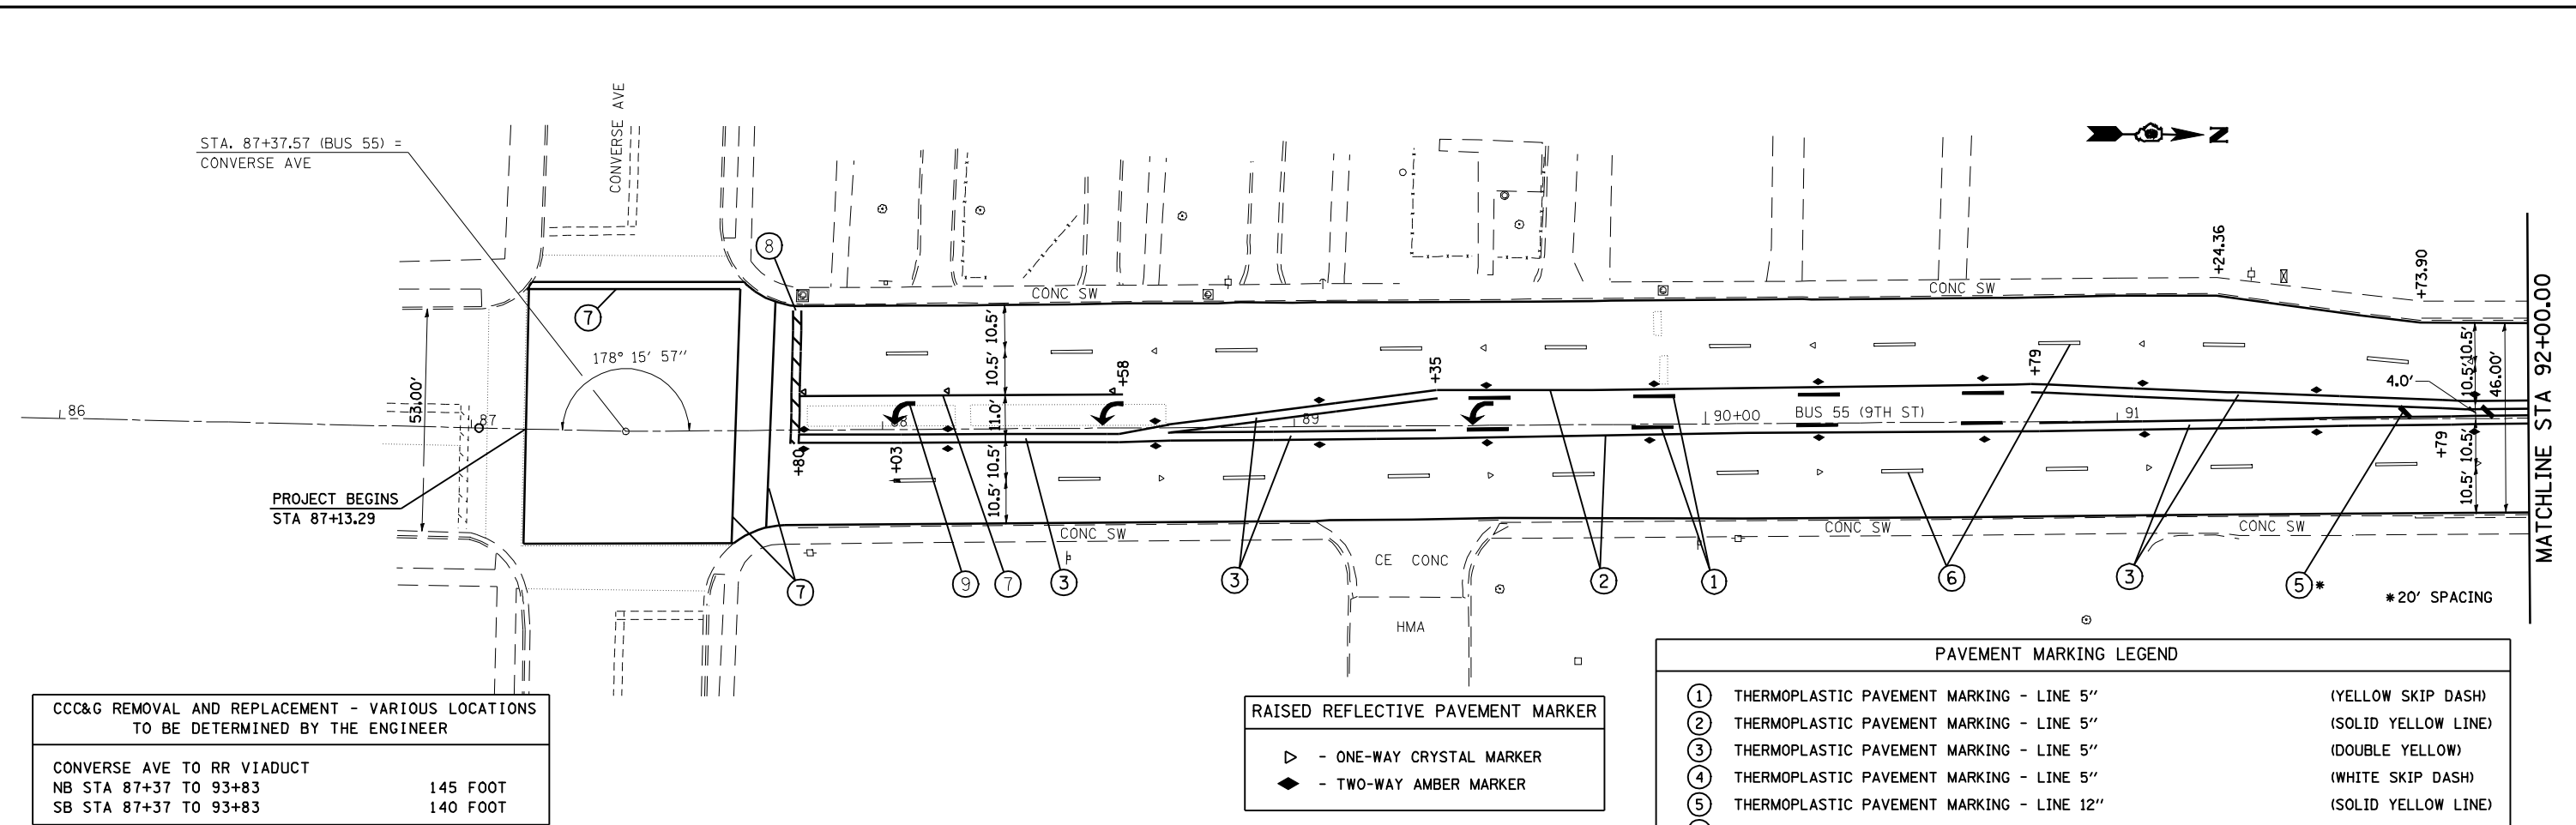 CONVERSE AVE
STA. 87+37.57 (BUS 55) =
CONVERSE AVE
N
8
7
178° 15′ 57″
53.00′
86
87
PROJECT BEGINS
STA 87+13.29
CONC SW
CONC SW
+24.36
+73.90
10.5′
10.5′
11.0′
10.5′
10.5′
+80
+03
88
+58
89
+35
90+00
BUS 55 (9TH ST)
+79
91
4.0′
10.5′
10.5′
46.00′
10.5′
10.5′
+79
MATCHLINE STA 92+00.00
CONC SW
CONC SW
CONC SW
CE CONC
HMA
7
9
7
3
3
2
1
6
3
5*
*20′ SPACING
CCC&G REMOVAL AND REPLACEMENT - VARIOUS LOCATIONS
TO BE DETERMINED BY THE ENGINEER
CONVERSE AVE TO RR VIADUCT
NB STA 87+37 TO 93+83 145 FOOT
SB STA 87+37 TO 93+83 140 FOOT
RAISED REFLECTIVE PAVEMENT MARKER
- ONE-WAY CRYSTAL MARKER
- TWO-WAY AMBER MARKER
PAVEMENT MARKING LEGEND
1 THERMOPLASTIC PAVEMENT MARKING - LINE 5″ (YELLOW SKIP DASH)
2 THERMOPLASTIC PAVEMENT MARKING - LINE 5″ (SOLID YELLOW LINE)
3 THERMOPLASTIC PAVEMENT MARKING - LINE 5″ (DOUBLE YELLOW)
4 THERMOPLASTIC PAVEMENT MARKING - LINE 5″ (WHITE SKIP DASH)
5 THERMOPLASTIC PAVEMENT MARKING - LINE 12″ (SOLID YELLOW LINE)